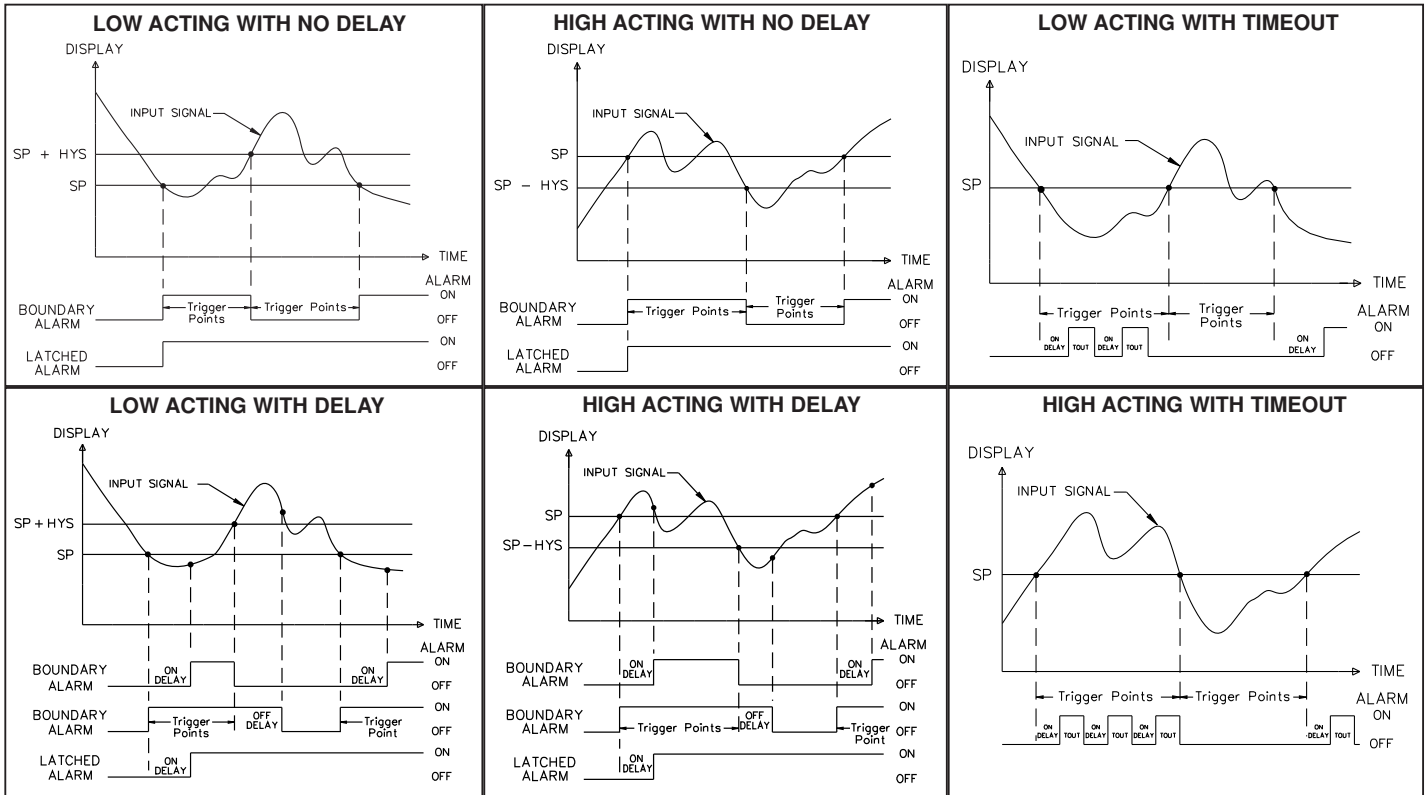 LOW ACTING WITH NO DELAY
DISPLAY
INPUT SIGNAL
SP + HYS
SP
TIME
ALARM
BOUNDARY
ALARM
Trigger
Points
Trigger Points
ON
OFF
LATCHED
ALARM
ON
OFF
HIGH ACTING WITH NO DELAY
DISPLAY
INPUT SIGNAL
SP
SP - HYS
TIME
ALARM
BOUNDARY
ALARM
Trigger Points
Trigger
Points
ON
OFF
LATCHED
ALARM
ON
OFF
LOW ACTING WITH TIMEOUT
DISPLAY
INPUT SIGNAL
SP
TIME
Trigger Points
Trigger
Points
ALARM
ON
OFF
ON
DELAY
TOUT
ON
DELAY
TOUT
ON
DELAY
LOW ACTING WITH DELAY
DISPLAY
INPUT SIGNAL
SP + HYS
SP
TIME
ALARM
BOUNDARY
ALARM
ON
DELAY
ON
DELAY
ON
OFF
BOUNDARY
ALARM
Trigger
Points
OFF
DELAY
Trigger
Point
ON
OFF
LATCHED
ALARM
ON
DELAY
ON
OFF
HIGH ACTING WITH DELAY
DISPLAY
INPUT SIGNAL
SP
SP-HYS
TIME
ALARM
BOUNDARY
ALARM
ON
DELAY
ON
DELAY
ON
OFF
BOUNDARY
ALARM
Trigger Points
OFF
DELAY
Trigger
Point
ON
OFF
LATCHED
ALARM
ON
DELAY
ON
OFF
HIGH ACTING WITH TIMEOUT
DISPLAY
INPUT SIGNAL
SP
TIME
Trigger Points
Trigger Points
ALARM
ON
OFF
ON
DELAY
TOUT
ON
DELAY
TOUT
ON
DELAY
TOUT
ON
DELAY
TOUT